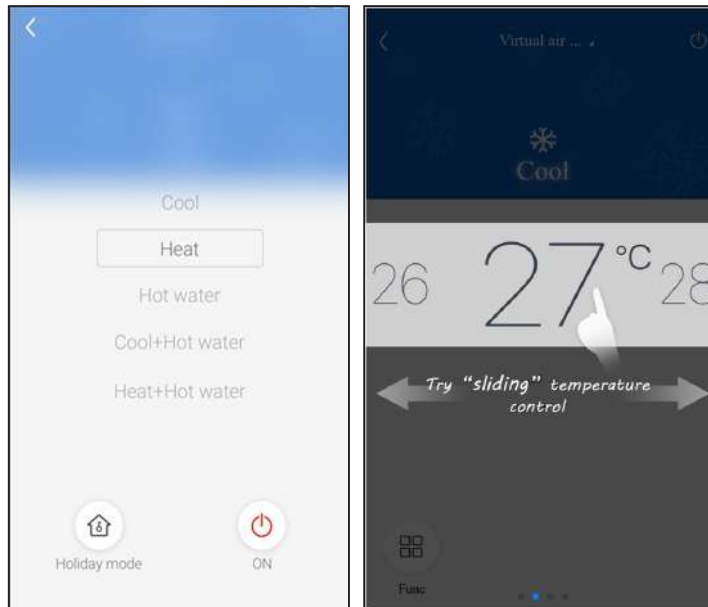 Cool
Heat
Hot water
Cool+Hot water
Heat+Hot water
Holiday mode
ON
Virtual air ...
Cool
26 27°C 28
Try “sliding” temperature
control
Func